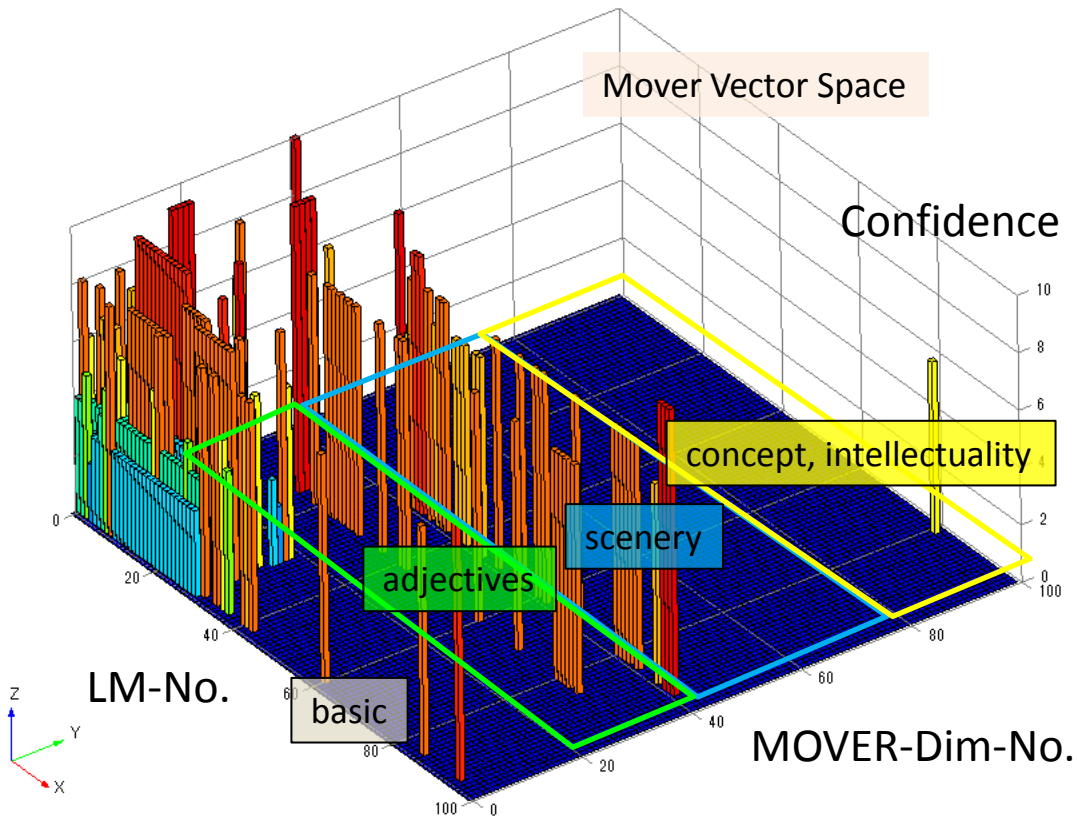 Mover Vector Space
Confidence
10
8
6
4
2
0
concept, intellectuality
scenery
adjectives
basic
0
20
40
60
80
100
LM-No.
0
20
40
60
80
100
MOVER-Dim-No.
Z
Y
X